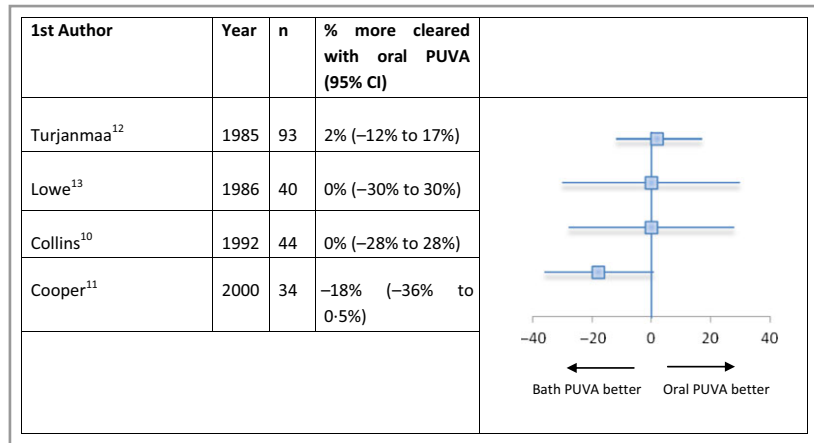 1st Author Year n % more cleared
with oral PUVA
(95% CI)
Turjanmaa12 1985 93 2% (–12% to 17%)
Lowe13 1986 40 0% (–30% to 30%)
Collins10 1992 44 0% (–28% to 28%)
Cooper11 2000 34 –18% (–36% to
0·5%)
–40 –20 0 20 40
Bath PUVA better Oral PUVA better